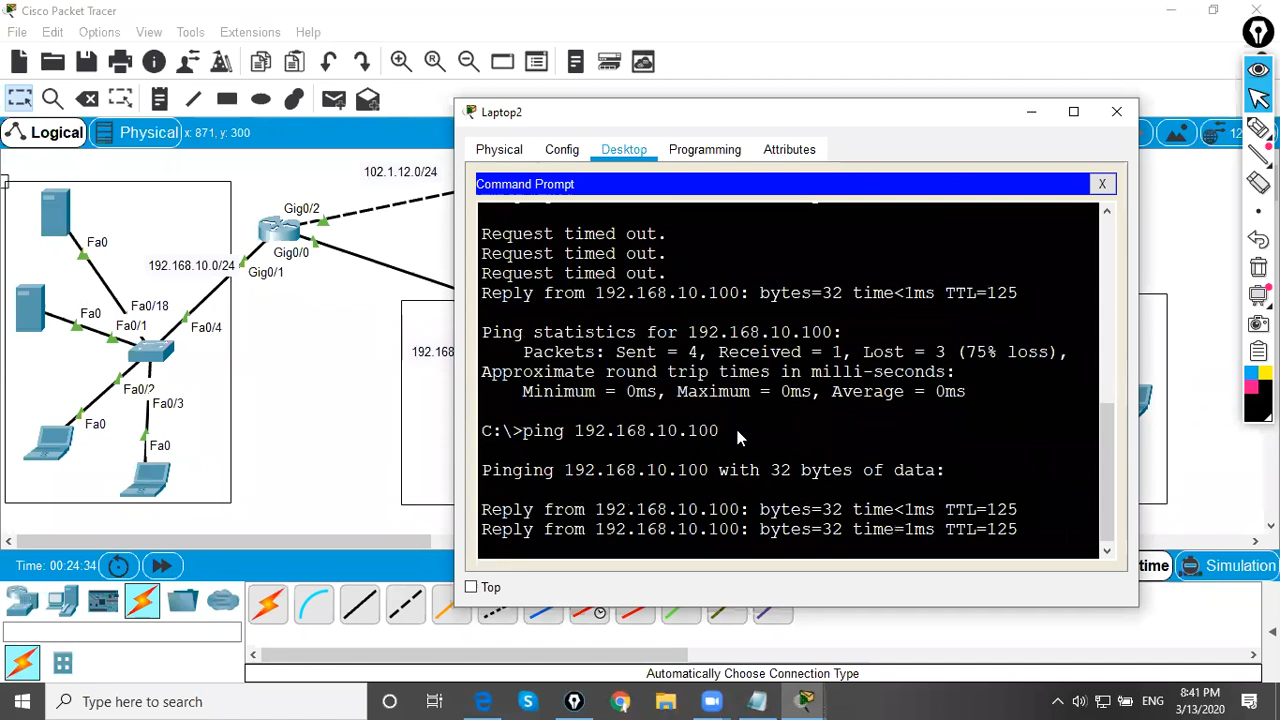 Cisco Packet Tracer
File Edit Options View Tools Extensions Help
Logical Physical x: 871, y: 300
12
Laptop2
Physical Config Desktop Programming Attributes
Command Prompt X
Request timed out.
Request timed out.
Request timed out.
Reply from 192.168.10.100: bytes=32 time<1ms TTL=125
Ping statistics for 192.168.10.100:
Packets: Sent = 4, Received = 1, Lost = 3 (75% loss),
Approximate round trip times in milli-seconds:
Minimum = 0ms, Maximum = 0ms, Average = 0ms
C:\>ping 192.168.10.100
Pinging 192.168.10.100 with 32 bytes of data:
Reply from 192.168.10.100: bytes=32 time<1ms TTL=125
Reply from 192.168.10.100: bytes=32 time=1ms TTL=125
Top
102.1.12.0/24
Gig0/2
Gig0/0
Gig0/1
192.168.10.0/24
Fa0
Fa0/18
Fa0
Fa0/1
Fa0/4
Fa0/2
Fa0/3
Fa0
Fa0
192.168
Time: 00:24:34
time Simulation
Automatically Choose Connection Type
Type here to search
ENG
8:41 PM
3/13/2020